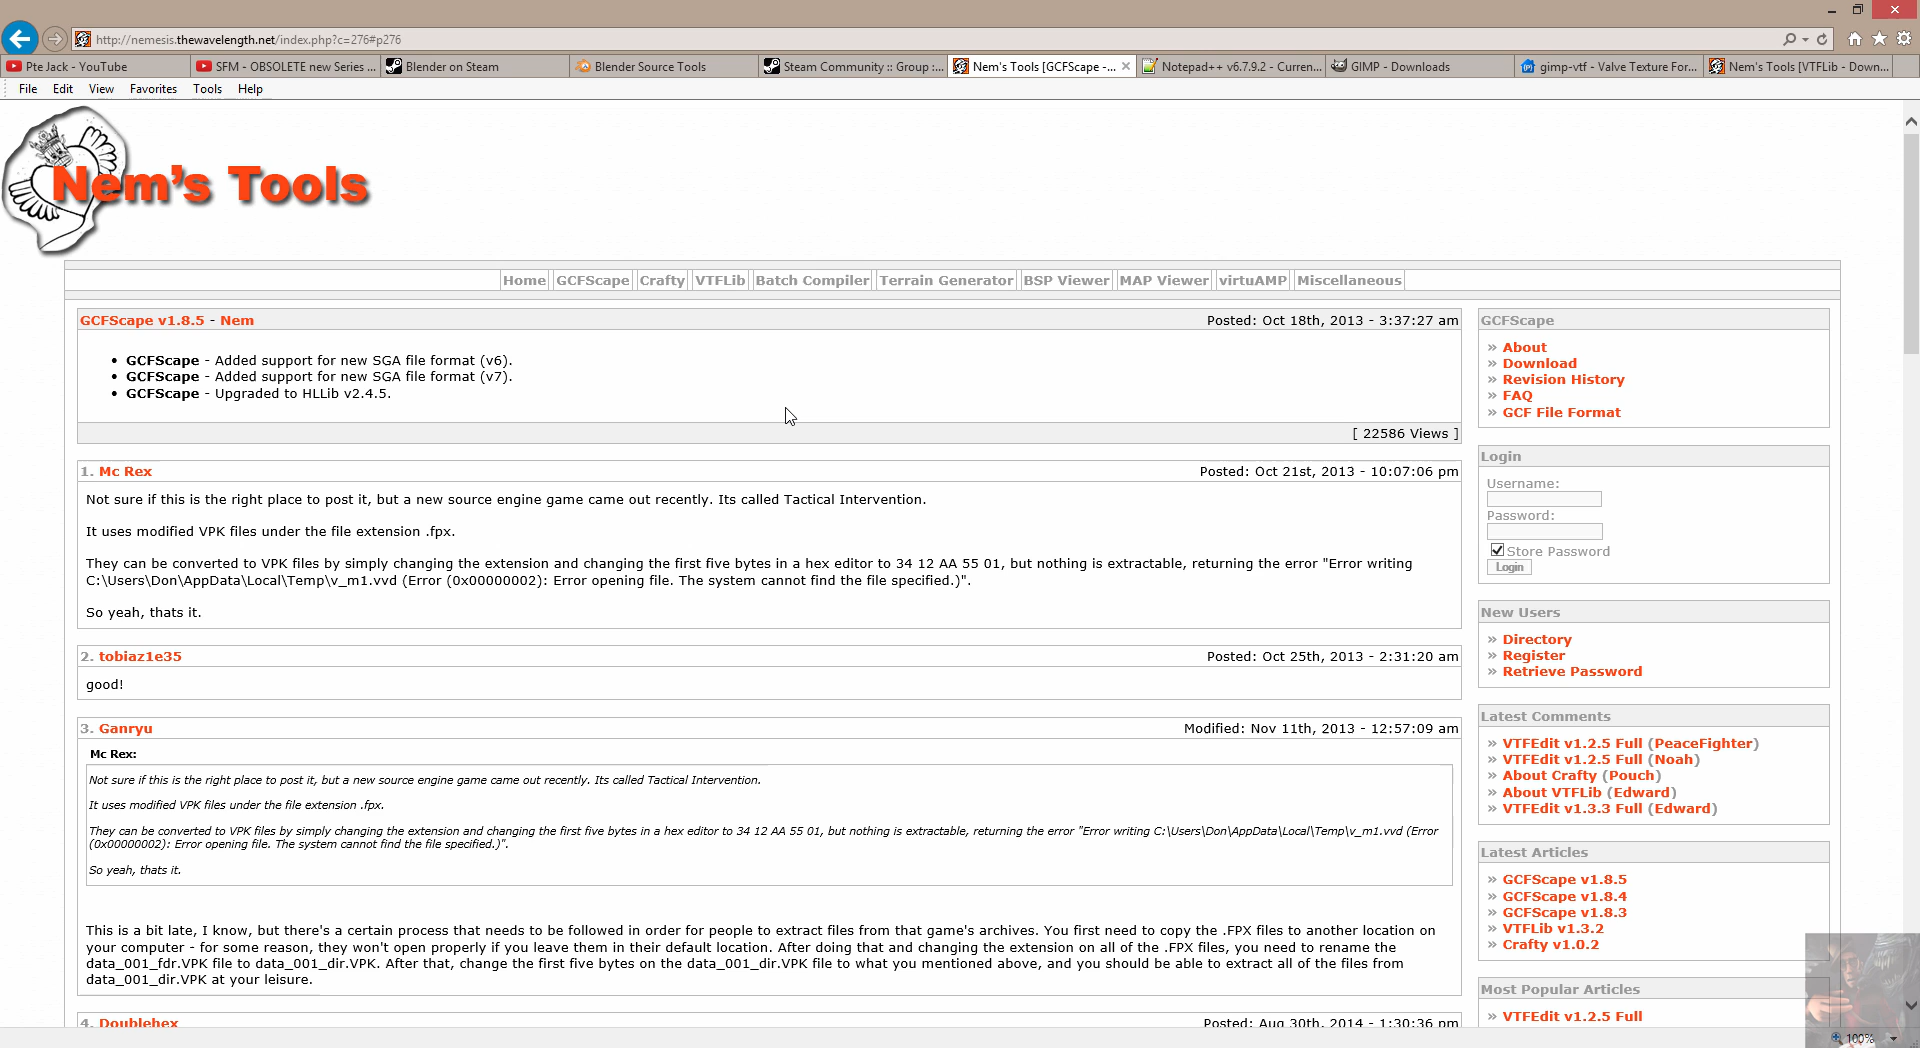 http://nemesis.thewavelength.net/index.php?c=276#p276
Pte Jack - YouTube
SFM - OBSOLETE new Series ...
Blender on Steam
Blender Source Tools
Steam Community :: Group :...
Nem's Tools [GCFScape -...
Notepad++ v6.7.9.2 - Curren...
GIMP - Downloads
gimp-vtf - Valve Texture For...
Nem's Tools [VTFLib - Down...
File Edit View Favorites Tools Help
Nem's Tools
Home GCFScape Crafty VTFLib Batch Compiler Terrain Generator BSP Viewer MAP Viewer virtuAMP Miscellaneous
GCFScape v1.8.5 - Nem Posted: Oct 18th, 2013 - 3:37:27 am
• GCFScape - Added support for new SGA file format (v6).
• GCFScape - Added support for new SGA file format (v7).
• GCFScape - Upgraded to HLLib v2.4.5.
[ 22586 Views ]
1. Mc Rex Posted: Oct 21st, 2013 - 10:07:06 pm
Not sure if this is the right place to post it, but a new source engine game came out recently. Its called Tactical Intervention.
It uses modified VPK files under the file extension .fpx.
They can be converted to VPK files by simply changing the extension and changing the first five bytes in a hex editor to 34 12 AA 55 01, but nothing is extractable, returning the error "Error writing
C:\Users\Don\AppData\Local\Temp\v_m1.vvd (Error (0x00000002): Error opening file. The system cannot find the file specified.)".
So yeah, thats it.
2. tobiaz1e35 Posted: Oct 25th, 2013 - 2:31:20 am
good!
3. Ganryu Modified: Nov 11th, 2013 - 12:57:09 am
Mc Rex:
Not sure if this is the right place to post it, but a new source engine game came out recently. Its called Tactical Intervention.
It uses modified VPK files under the file extension .fpx.
They can be converted to VPK files by simply changing the extension and changing the first five bytes in a hex editor to 34 12 AA 55 01, but nothing is extractable, returning the error "Error writing C:\Users\Don\AppData\Local\Temp\v_m1.vvd (Error
(0x00000002): Error opening file. The system cannot find the file specified.)".
So yeah, thats it.
This is a bit late, I know, but there's a certain process that needs to be followed in order for people to extract files from that game's archives. You first need to copy the .FPX files to another location on
your computer - for some reason, they won't open properly if you leave them in their default location. After doing that and changing the extension on all of the .FPX files, you need to rename the
data_001_fdr.VPK file to data_001_dir.VPK. After that, change the first five bytes on the data_001_dir.VPK file to what you mentioned above, and you should be able to extract all of the files from
data_001_dir.VPK at your leisure.
4. Doublehex Posted: Aug 30th, 2014 - 1:30:36 pm
GCFScape
» About
» Download
» Revision History
» FAQ
» GCF File Format
Login
Username:
Password:
Store Password
Login
New Users
» Directory
» Register
» Retrieve Password
Latest Comments
» VTFEdit v1.2.5 Full (PeaceFighter)
» VTFEdit v1.2.5 Full (Noah)
» About Crafty (Pouch)
» About VTFLib (Edward)
» VTFEdit v1.3.3 Full (Edward)
Latest Articles
» GCFScape v1.8.5
» GCFScape v1.8.4
» GCFScape v1.8.3
» VTFLib v1.3.2
» Crafty v1.0.2
Most Popular Articles
» VTFEdit v1.2.5 Full
100%